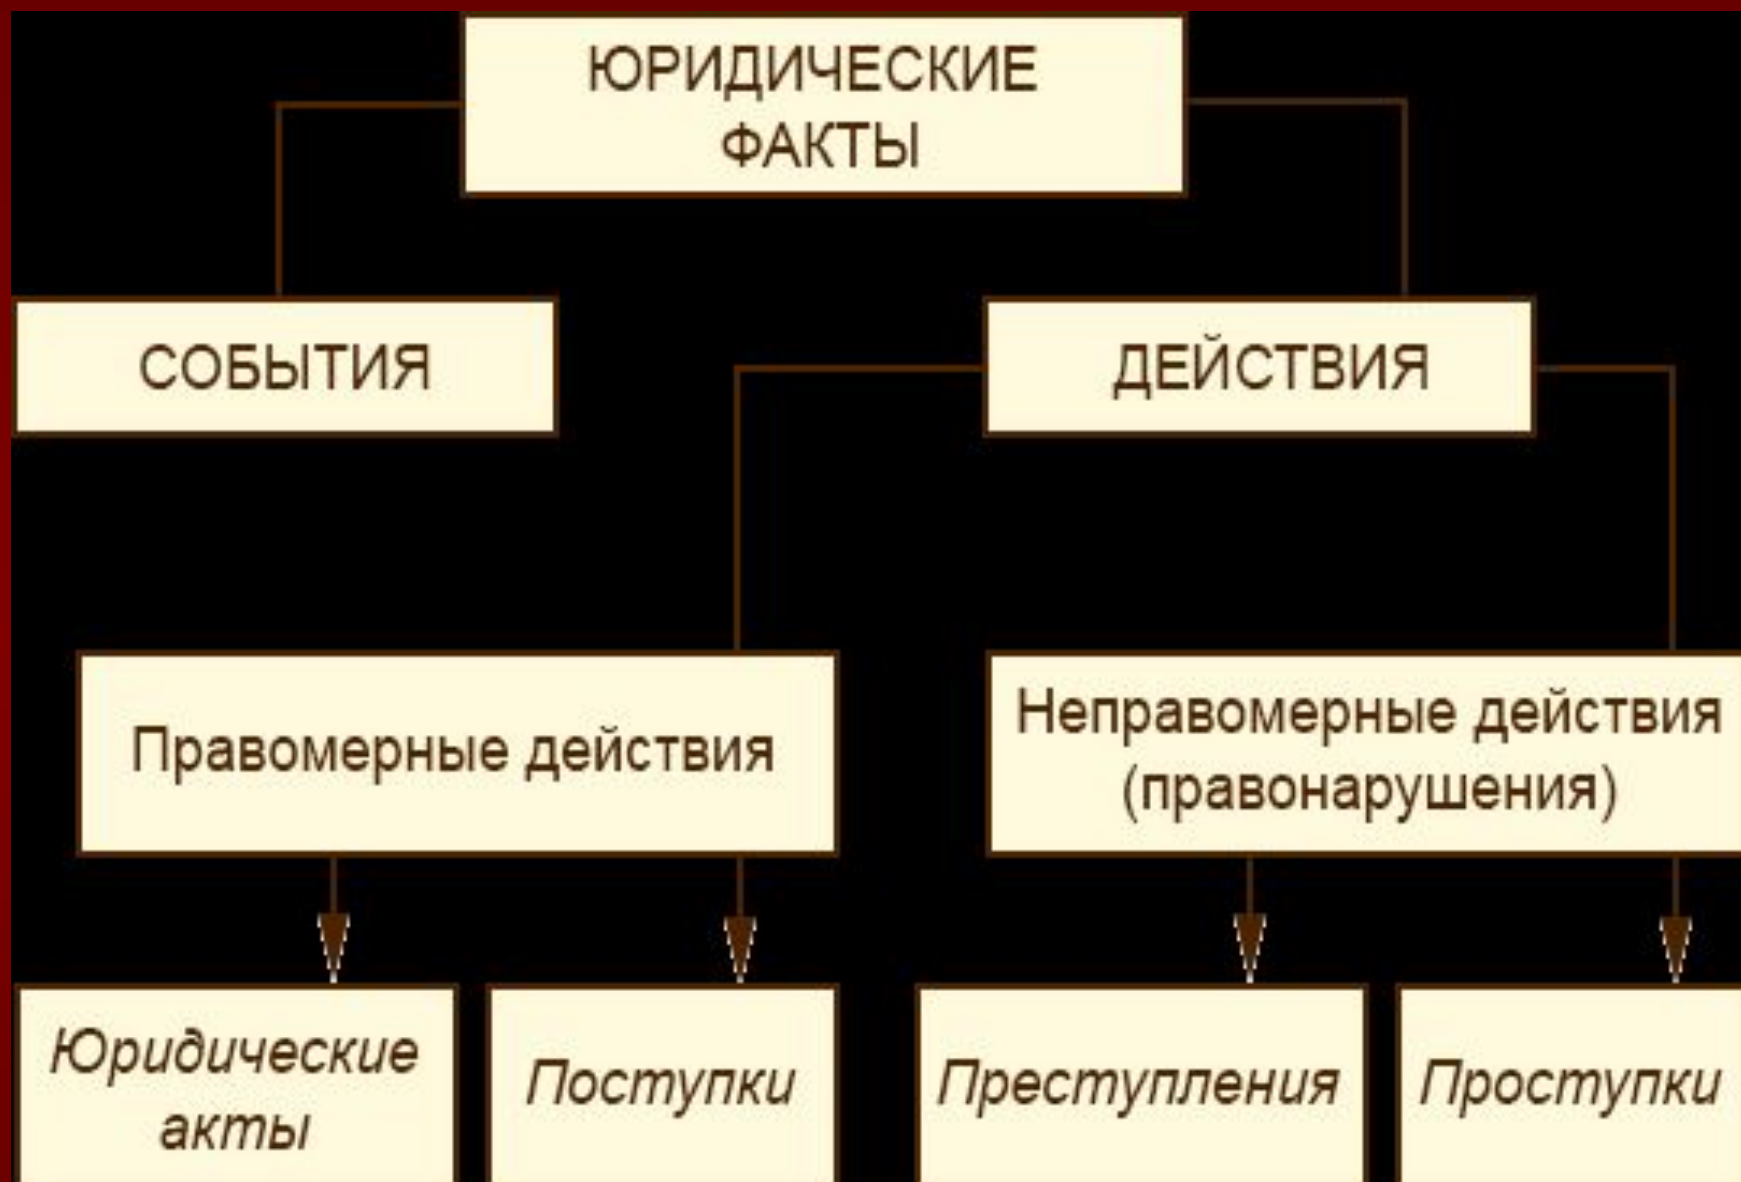 ЮРИДИЧЕСКИЕ
ФАКТЫ
СОБЫТИЯ
ДЕЙСТВИЯ
Правомерные действия
Неправомерные действия
(правонарушения)
Юридические
акты
Поступки
Преступления
Проступки